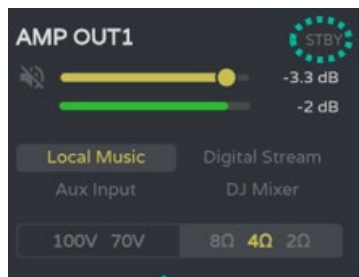 AMP OUT1 STBY
-3.3 dB
-2 dB
Local Music Digital Stream
Aux Input DJ Mixer
100V 70V 8Ω 4Ω 2Ω